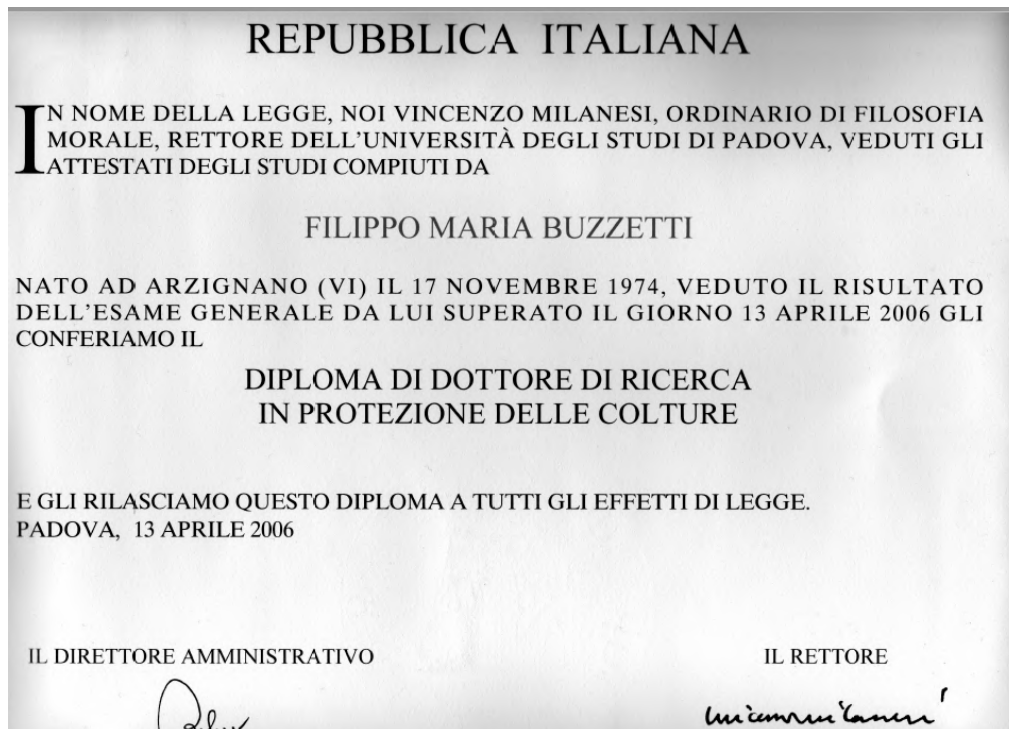 REPUBBLICA ITALIANA
IN NOME DELLA LEGGE, NOI VINCENZO MILANESI, ORDINARIO DI FILOSOFIA
MORALE, RETTORE DELL'UNIVERSITÀ DEGLI STUDI DI PADOVA, VEDUTI GLI
ATTESTATI DEGLI STUDI COMPIUTI DA
FILIPPO MARIA BUZZETTI
NATO AD ARZIGNANO (VI) IL 17 NOVEMBRE 1974, VEDUTO IL RISULTATO
DELL'ESAME GENERALE DA LUI SUPERATO IL GIORNO 13 APRILE 2006 GLI
CONFERIAMO IL
DIPLOMA DI DOTTORE DI RICERCA
IN PROTEZIONE DELLE COLTURE
E GLI RILASCIAMO QUESTO DIPLOMA A TUTTI GLI EFFETTI DI LEGGE.
PADOVA, 13 APRILE 2006
IL DIRETTORE AMMINISTRATIVO IL RETTORE